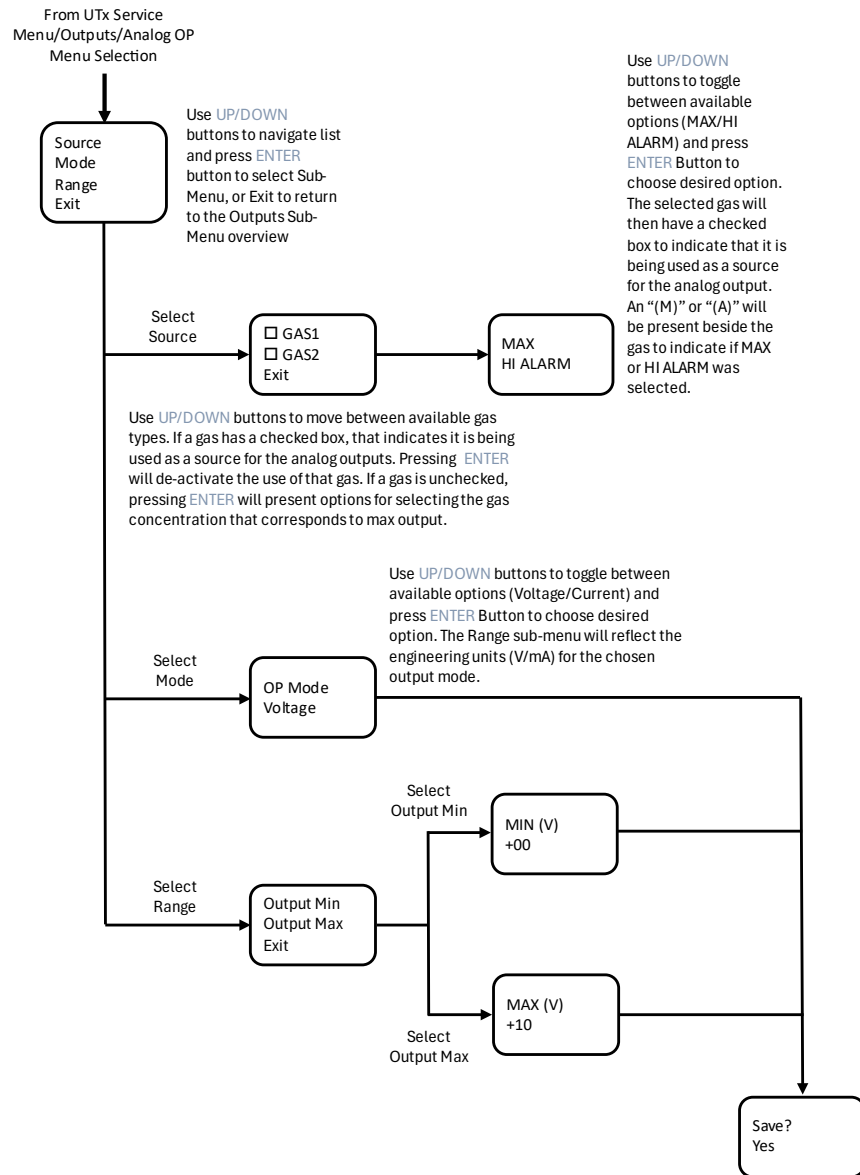 From UTx Service
Menu/Outputs/Analog OP
Menu Selection
Source
Mode
Range
Exit
Use UP/DOWN
buttons to navigate list
and press ENTER
button to select Sub-
Menu, or Exit to return
to the Outputs Sub-
Menu overview
Use UP/DOWN
buttons to toggle
between available
options (MAX/HI
ALARM) and press
ENTER Button to
choose desired option.
The selected gas will
then have a checked
box to indicate that it is
being used as a source
for the analog output.
An “(M)” or “(A)” will
be present beside the
gas to indicate if MAX
or HI ALARM was
selected.
Select
Source
☐ GAS1
☐ GAS2
Exit
MAX
HI ALARM
Use UP/DOWN buttons to move between available gas
types. If a gas has a checked box, that indicates it is being
used as a source for the analog outputs. Pressing ENTER
will de-activate the use of that gas. If a gas is unchecked,
pressing ENTER will present options for selecting the gas
concentration that corresponds to max output.
Use UP/DOWN buttons to toggle between
available options (Voltage/Current) and
press ENTER Button to choose desired
option. The Range sub-menu will reflect the
engineering units (V/mA) for the chosen
output mode.
Select
Mode
OP Mode
Voltage
Select
Output Min
MIN (V)
+00
Select
Range
Output Min
Output Max
Exit
MAX (V)
+10
Select
Output Max
Save?
Yes